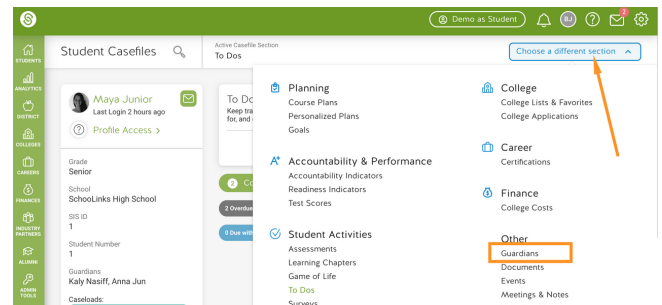 Demo as Student
BJ
?
2
STUDENTS
ANALYTICS
DISTRICT
COLLEGES
CAREERS
FINANCES
INDUSTRY
PARTNERS
ALUMNI
ADMIN
TOOLS
Student Casefiles
Active Casefile Section
To Dos
Choose a different section
Maya Junior
Last Login 2 hours ago
? Profile Access >
Grade
Senior
School
SchooLinks High School
SIS ID
1
Student Number
1
Guardians
Kaly Nasiff, Anna Jun
Caseloads:
To Do
Keep tra
for, and
2 Co
2 Overdue
0 Due with
Planning
Course Plans
Personalized Plans
Goals
A+ Accountability & Performance
Accountability Indicators
Readiness Indicators
Test Scores
Student Activities
Assessments
Learning Chapters
Game of Life
To Dos
Surveys
College
College Lists & Favorites
College Applications
Career
Certifications
Finance
College Costs
Other
Guardians
Documents
Events
Meetings & Notes